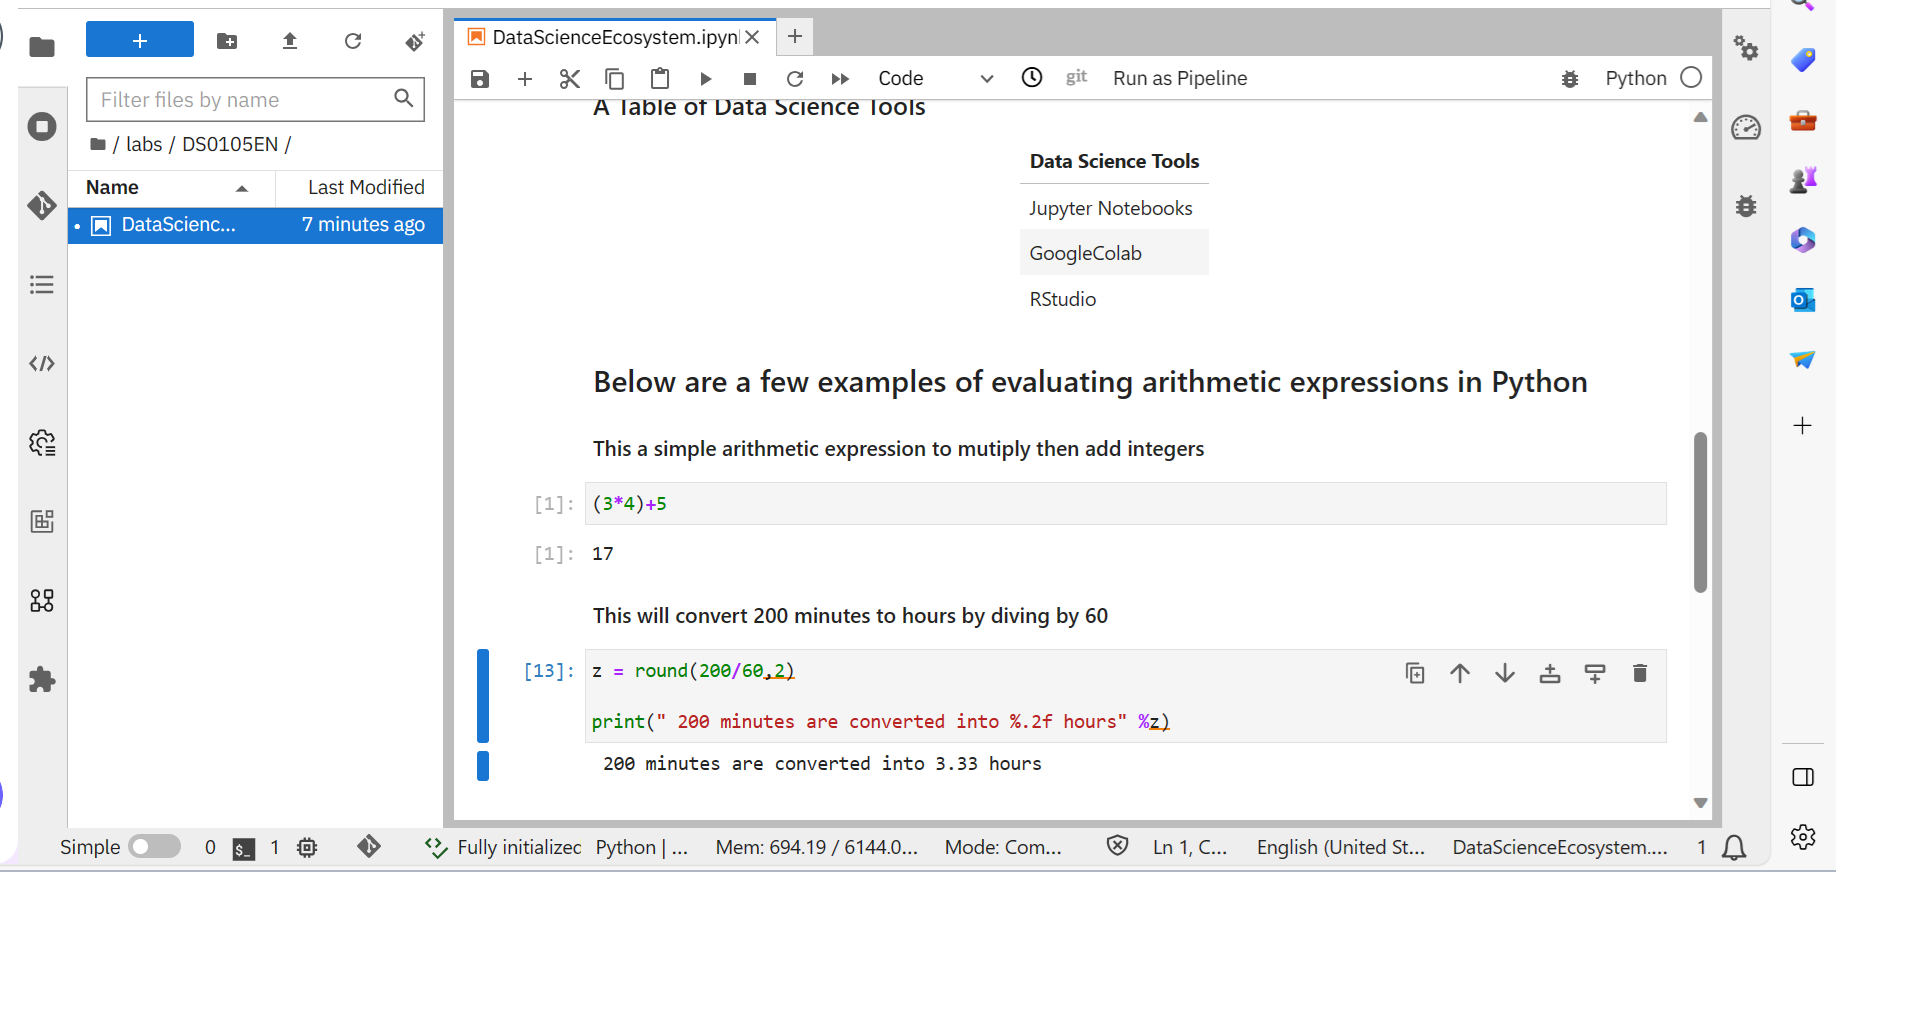 DataScienceEcosystem.ipyn
Filter files by name
Code
git
Run as Pipeline
Python
/ labs / DS0105EN /
Name
Last Modified
DataScienc...
7 minutes ago
A Table of Data Science Tools
Data Science Tools
Jupyter Notebooks
GoogleColab
RStudio
Below are a few examples of evaluating arithmetic expressions in Python
This a simple arithmetic expression to mutiply then add integers
[1]: (3*4)+5
[1]: 17
This will convert 200 minutes to hours by diving by 60
[13]: z = round(200/60,2)
print(" 200 minutes are converted into %.2f hours" %z)
200 minutes are converted into 3.33 hours
Simple 0 $_ 1 Fully initialized Python | ... Mem: 694.19 / 6144.0... Mode: Com... Ln 1, C... English (United St... DataScienceEcosystem.... 1